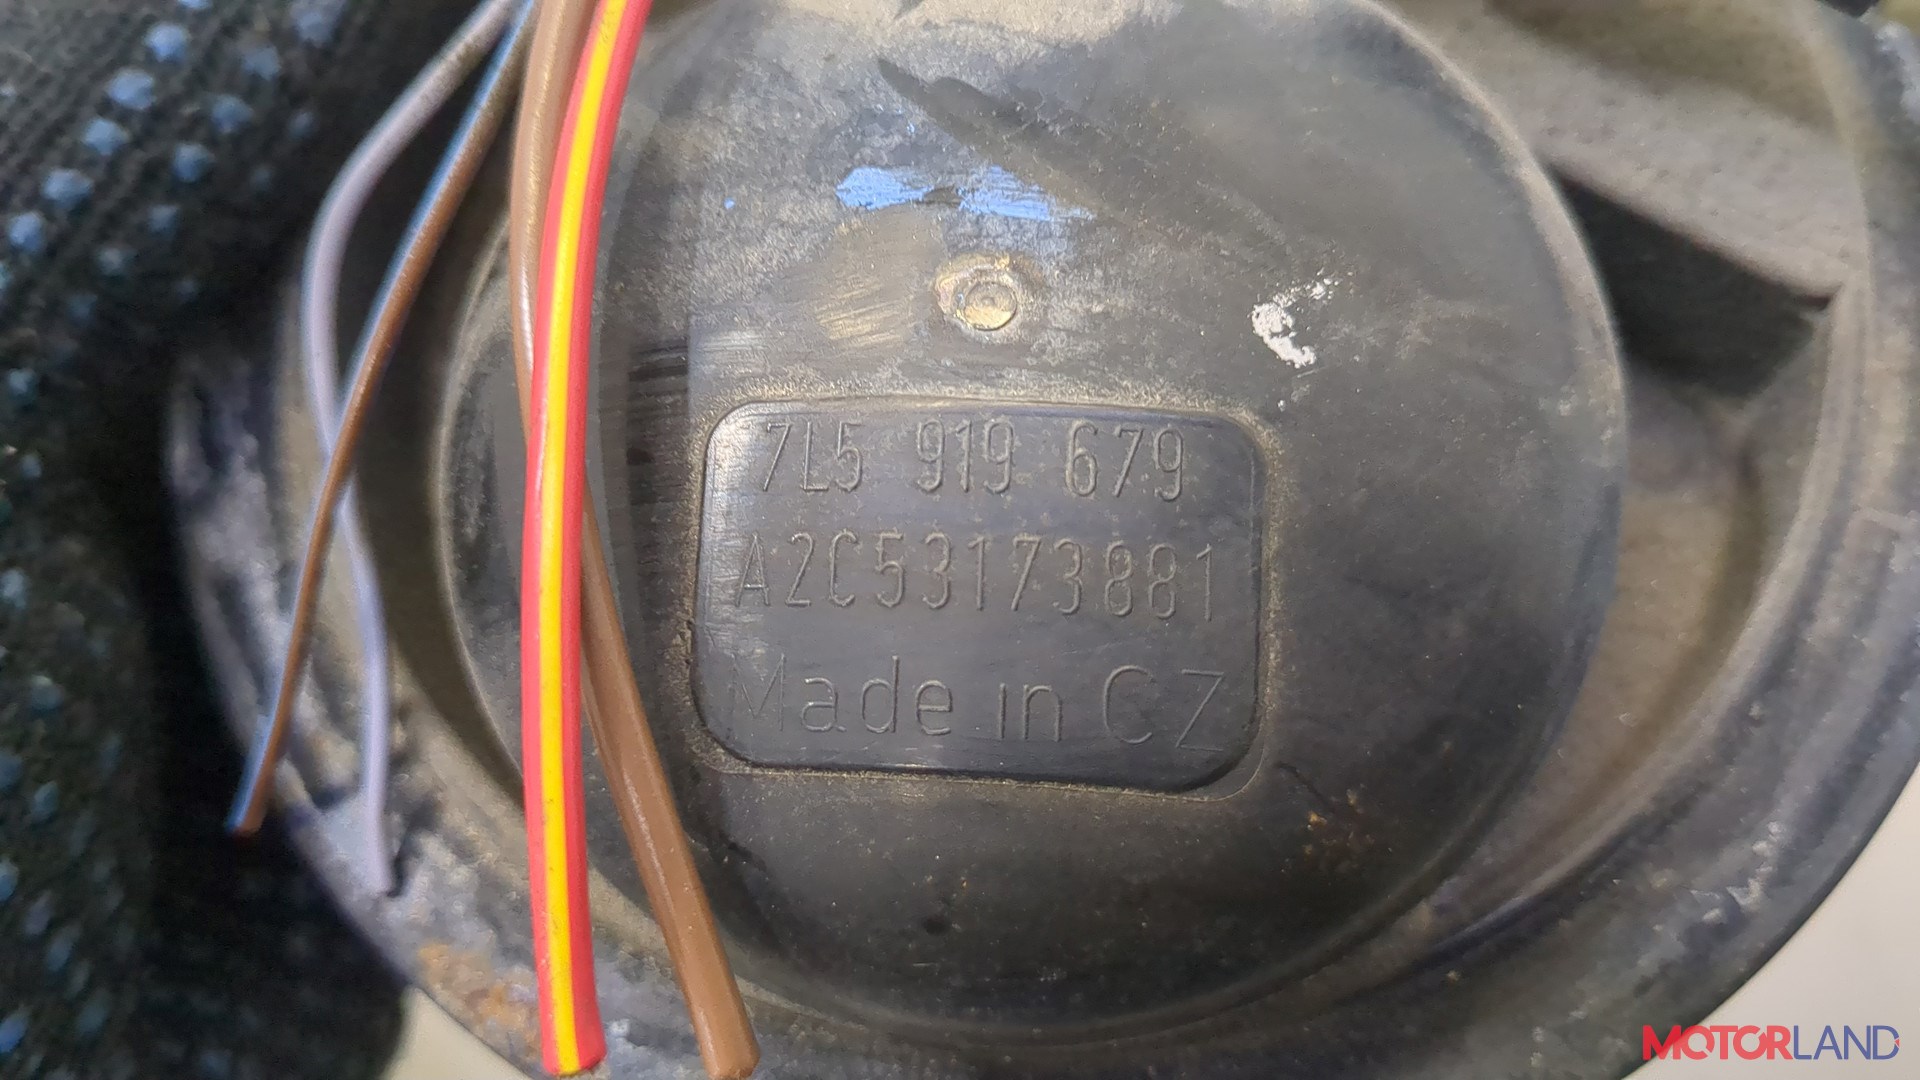 7L5 919 679
A2C53173881
Made in CZ
MOTORLAND